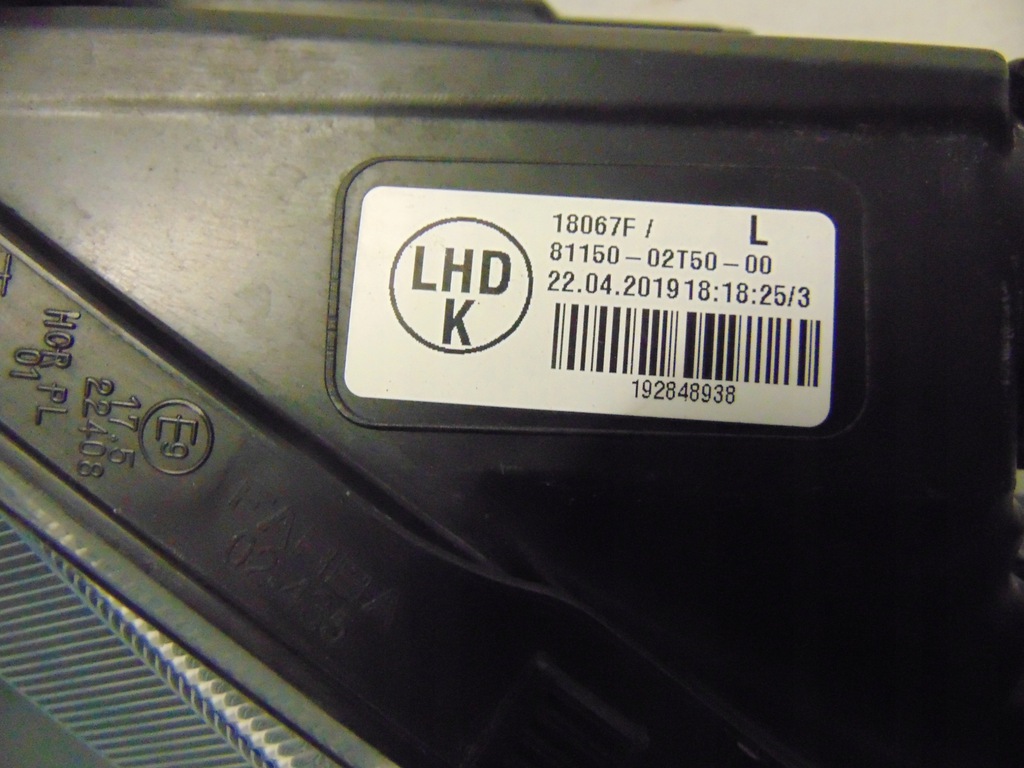 LHD
K
18067F / L
81150-02T50-00
22.04.2019 18:18:25/3
192848938
HCR PL
01
17.5
22408
E9